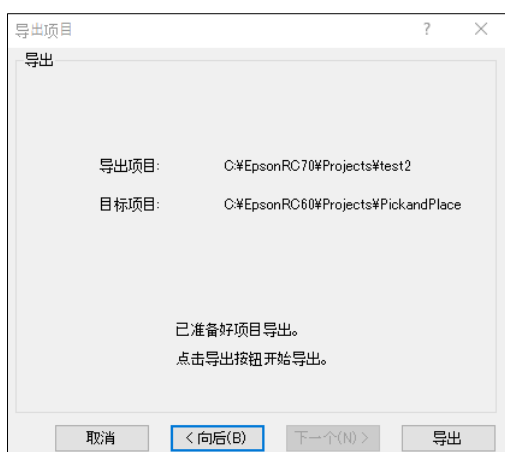 导出项目
?
导出
导出项目: C:¥EpsonRC70¥Projects¥test2
目标项目: C:¥EpsonRC60¥Projects¥PickandPlace
已准备好项目导出。
点击导出按钮开始导出。
取消 < 向后(B) 下一个(N) > 导出